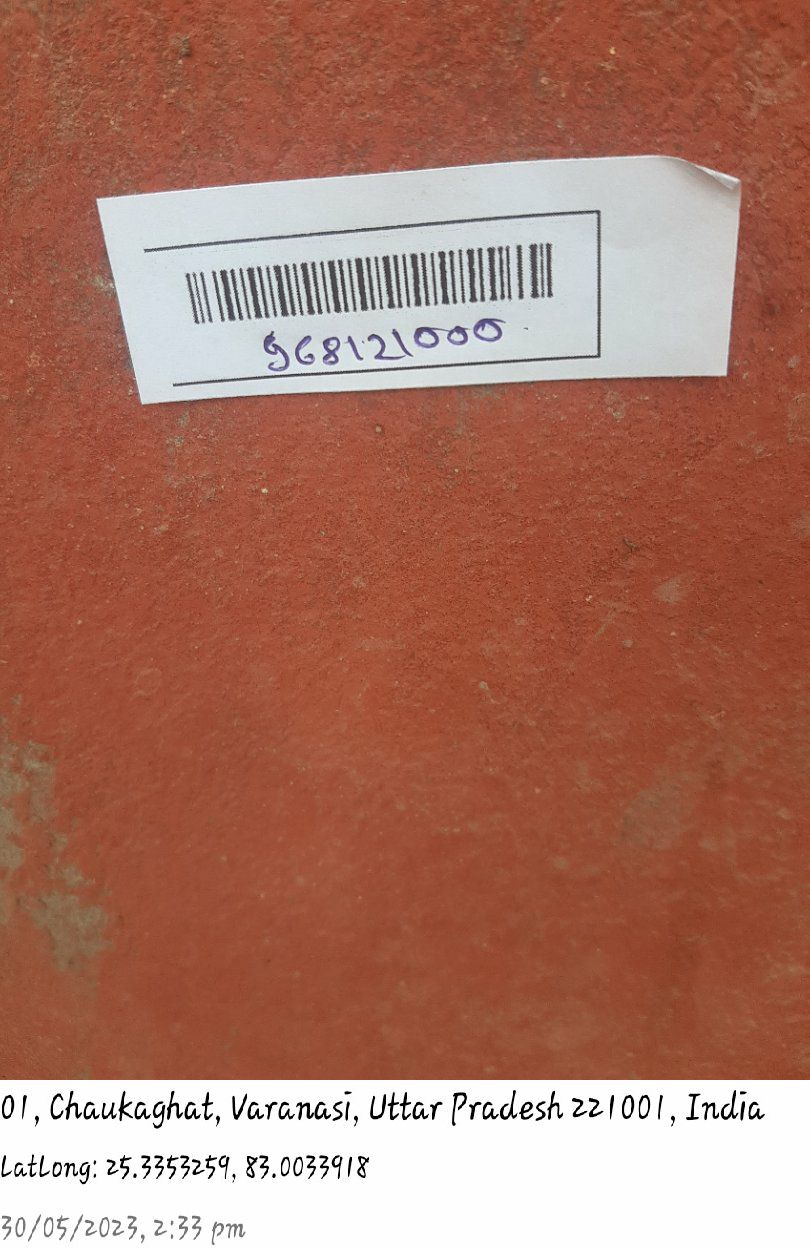 968121000
01, Chaukaghat, Varanasi, Uttar Pradesh 221001, India
LatLong: 25.3353259, 83.0033918
30/05/2023, 2:33 pm